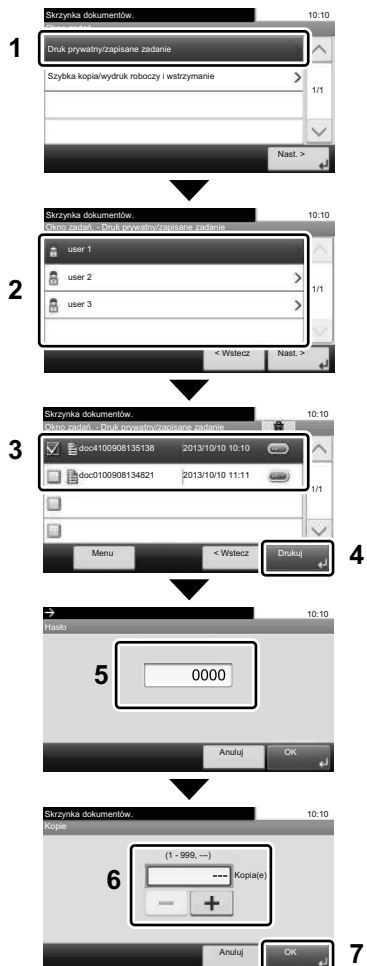 Skrzynka dokumentów. 10:10
Okno zadań
1
Druk prywatny/zapisane zadanie
Szybka kopia/wydruk roboczy i wstrzymanie
1/1
Nast. >
Skrzynka dokumentów. 10:10
Okno zadań. - Druk prywatny/zapisane zadanie
user 1
2
user 2
1/1
user 3
< Wstecz Nast. >
Skrzynka dokumentów. 10:10
Okno zadań. - Druk prywatny/zapisane zadanie
3
doc4100908135138 2013/10/10 10:10
doc0100908134821 2013/10/10 11:11
1/1
Menu < Wstecz Drukuj 4
10:10
Hasło
5 0000
Anuluj OK
Skrzynka dokumentów. 10:10
Kopie
(1 - 999, ---)
6 --- Kopia(e)
Anuluj OK 7